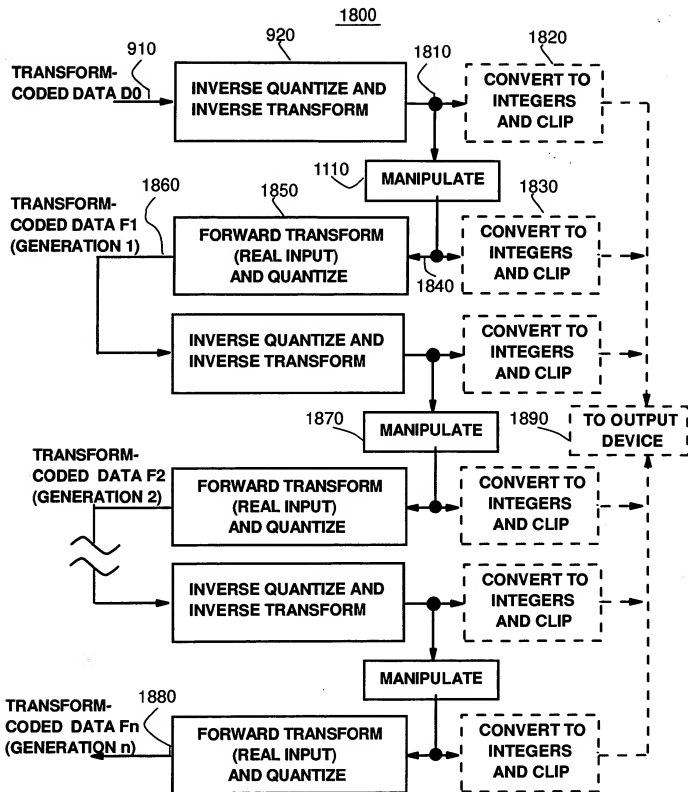 1800
910
920
1810
1820
TRANSFORM-
CODED DATA D0
INVERSE QUANTIZE AND
INVERSE TRANSFORM
CONVERT TO
INTEGERS
AND CLIP
1110
MANIPULATE
TRANSFORM-
CODED DATA F1
(GENERATION 1)
1860
1850
1830
FORWARD TRANSFORM
(REAL INPUT)
AND QUANTIZE
1840
CONVERT TO
INTEGERS
AND CLIP
INVERSE QUANTIZE AND
INVERSE TRANSFORM
CONVERT TO
INTEGERS
AND CLIP
1870
MANIPULATE
1890
TO OUTPUT
DEVICE
TRANSFORM-
CODED DATA F2
(GENERATION 2)
FORWARD TRANSFORM
(REAL INPUT)
AND QUANTIZE
CONVERT TO
INTEGERS
AND CLIP
INVERSE QUANTIZE AND
INVERSE TRANSFORM
CONVERT TO
INTEGERS
AND CLIP
MANIPULATE
TRANSFORM-
CODED DATA Fn
(GENERATION n)
1880
FORWARD TRANSFORM
(REAL INPUT)
AND QUANTIZE
CONVERT TO
INTEGERS
AND CLIP